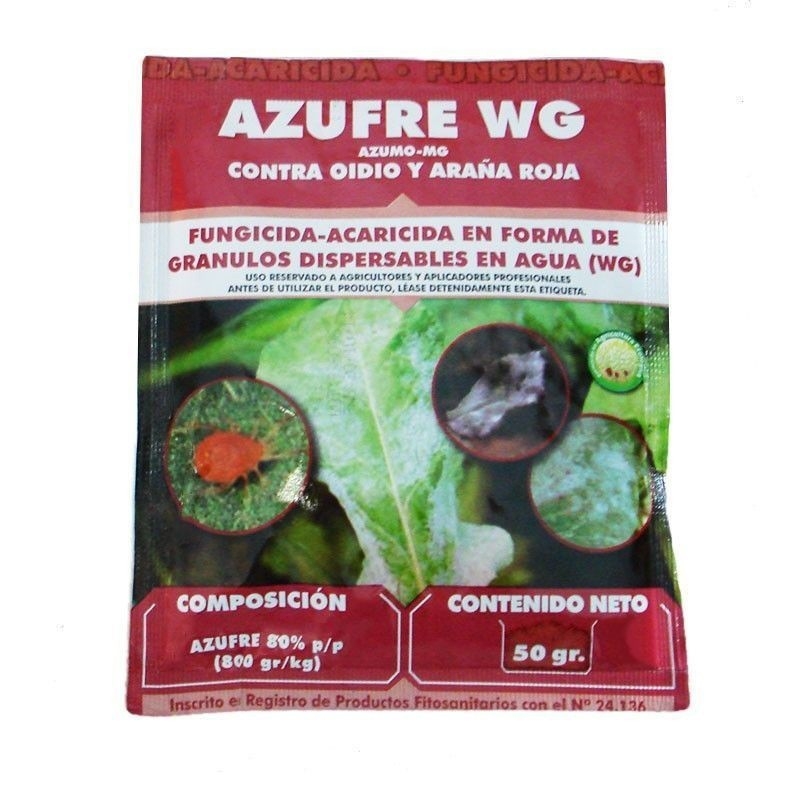 DA-ACARICIDA • FUNGICIDA-ACI
AZUFRE WG
AZUMO-MG
CONTRA OIDIO Y ARAÑA ROJA
FUNGICIDA-ACARICIDA EN FORMA DE
GRANULOS DISPERSABLES EN AGUA (WG)
USO RESERVADO A AGRICULTORES Y APLICADORES PROFESIONALES
ANTES DE UTILIZAR EL PRODUCTO, LÉASE DETENIDAMENTE ESTA ETIQUETA.
COMPOSICIÓN
AZUFRE 80% p/p
(800 gr/kg)
CONTENIDO NETO
50 gr.
Inscrito e Registro de Productos Fitosanitarios con el Nº 24.136